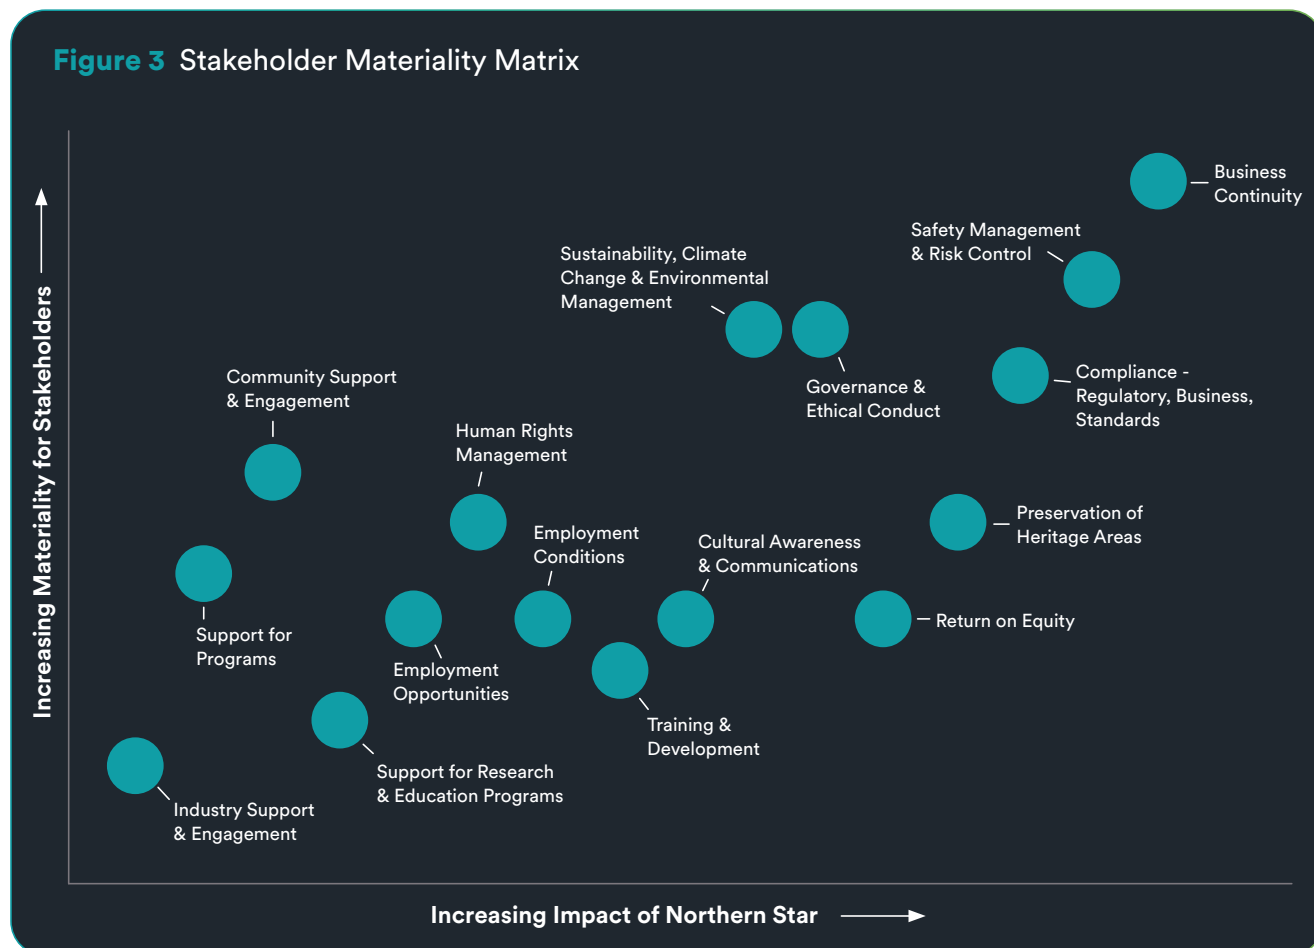 Figure 3 Stakeholder Materiality Matrix
Increasing Materiality for Stakeholders
Business
Continuity
Safety Management
& Risk Control
Sustainability, Climate
Change & Environmental
Management
Governance &
Ethical Conduct
Compliance -
Regulatory, Business,
Standards
Community Support
& Engagement
Human Rights
Management
Employment
Conditions
Cultural Awareness
& Communications
Preservation of
Heritage Areas
Return on Equity
Support for
Programs
Employment
Opportunities
Training &
Development
Support for Research
& Education Programs
Industry Support
& Engagement
Increasing Impact of Northern Star